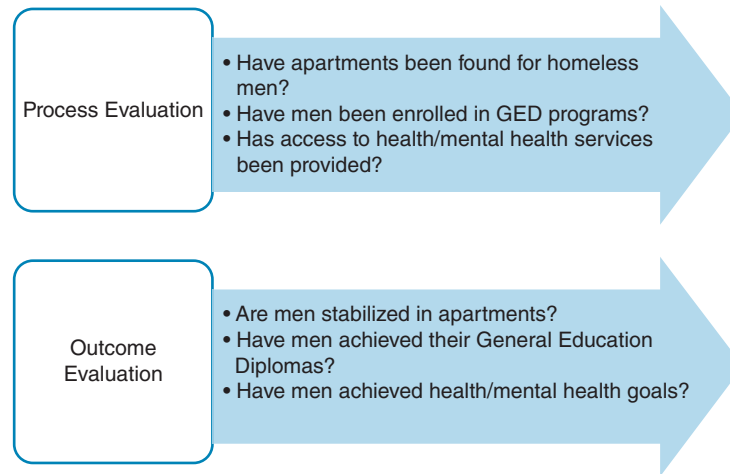 Process Evaluation
• Have apartments been found for homeless
men?
• Have men been enrolled in GED programs?
• Has access to health/mental health services
been provided?
Outcome
Evaluation
• Are men stabilized in apartments?
• Have men achieved their General Education
Diplomas?
• Have men achieved health/mental health goals?